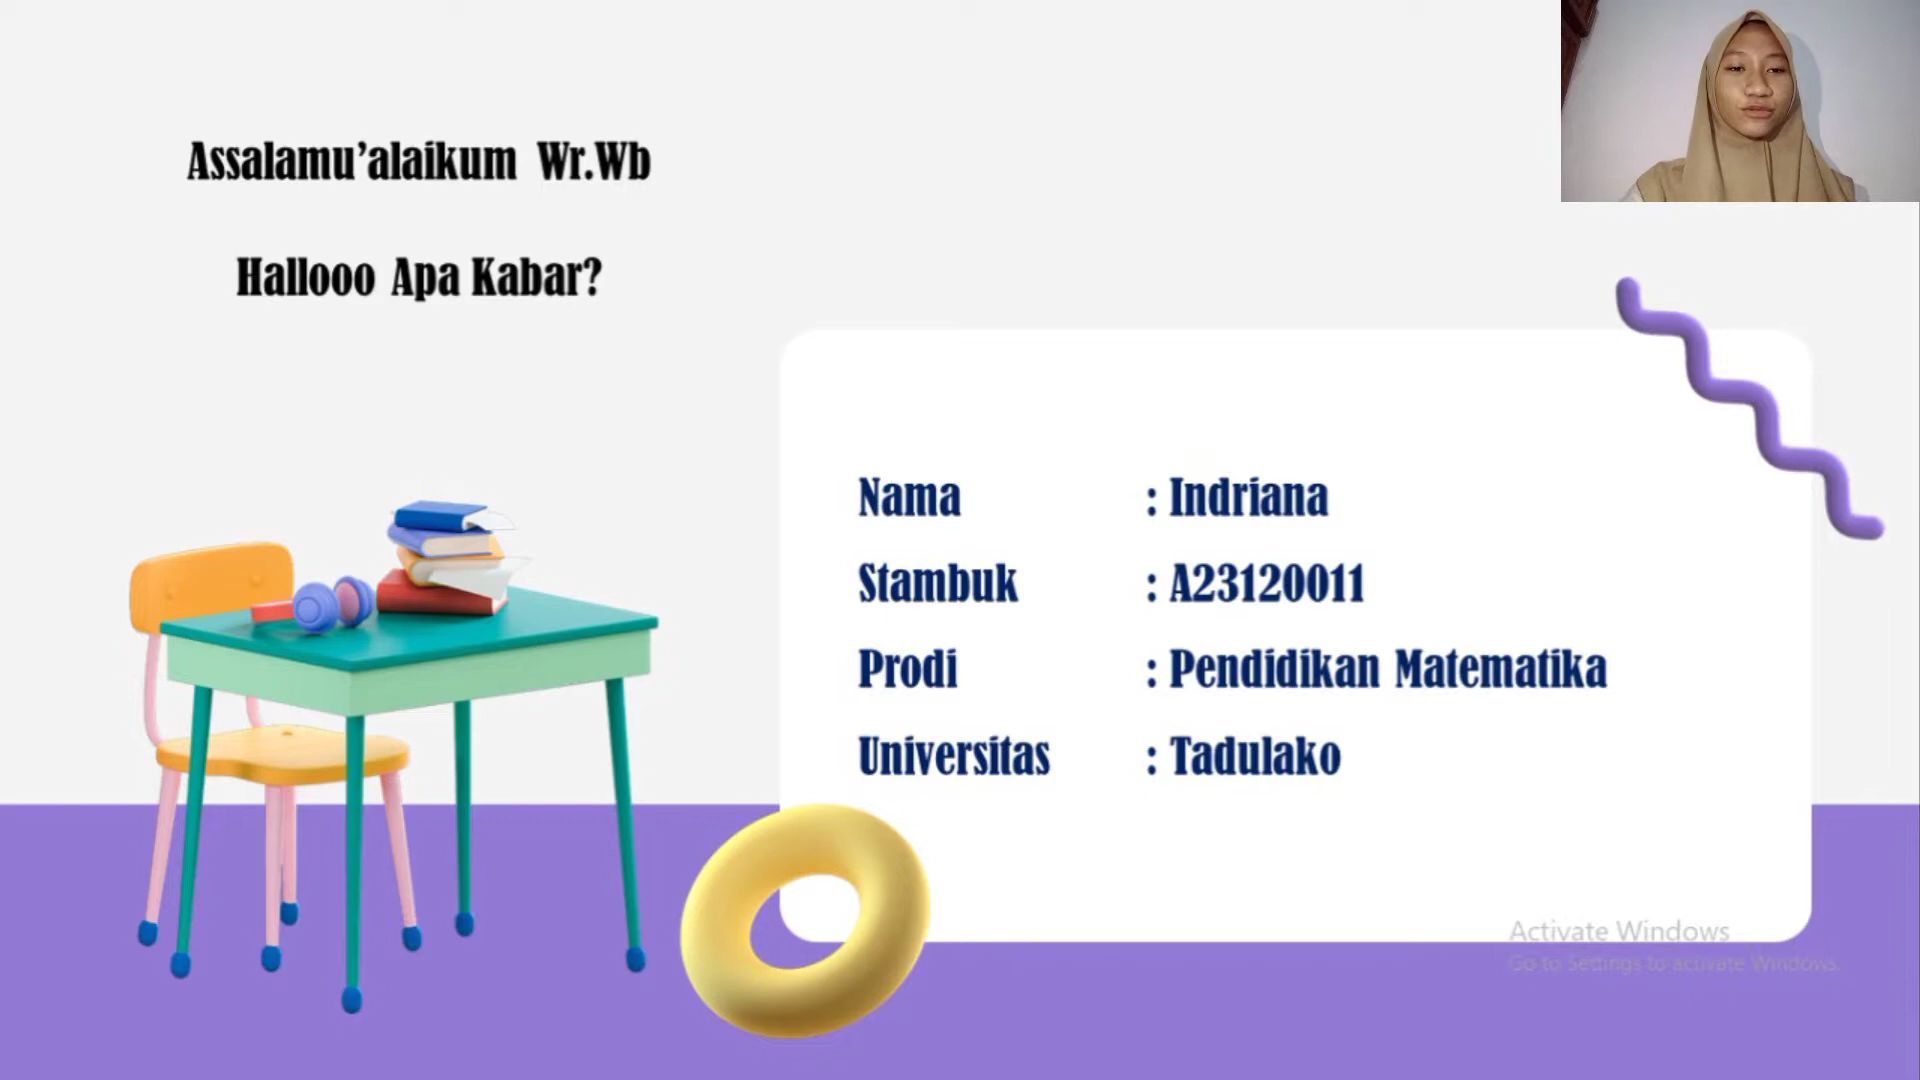 Assalamu’alaikum Wr.Wb
Hallooo Apa Kabar?
Nama : Indriana
Stambuk : A23120011
Prodi : Pendidikan Matematika
Universitas : Tadulako
Activate Windows
Go to Settings to activate Windows.